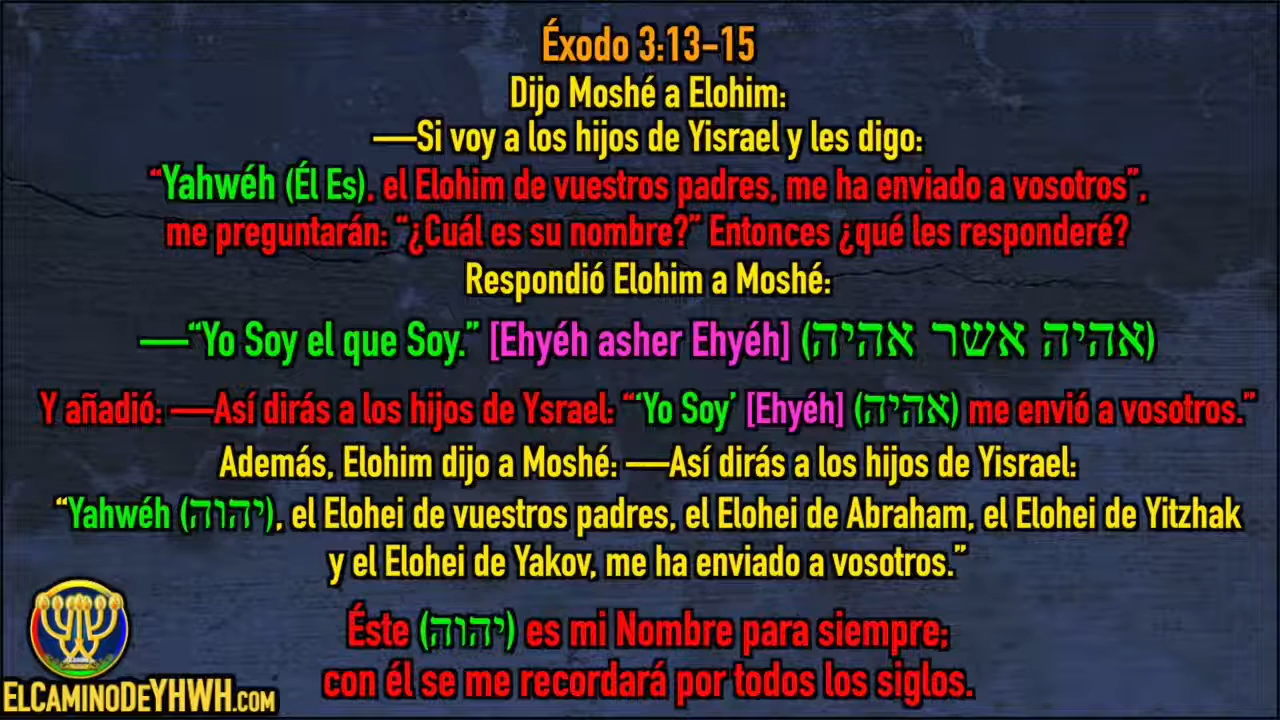 Éxodo 3:13-15
Dijo Moshé a Elohim:
—Si voy a los hijos de Yisrael y les digo:
“Yahwéh (Él Es), el Elohim de vuestros padres, me ha enviado a vosotros”,
me preguntarán: “¿Cuál es su nombre?” Entonces ¿qué les responderé?
Respondió Elohim a Moshé:
—“Yo Soy el que Soy.” [Ehyéh asher Ehyéh] (אהיה אשר אהיה)
Y añadió: —Así dirás a los hijos de Ysrael: “‘Yo Soy’ [Ehyéh] (אהיה) me envió a vosotros.”
Además, Elohim dijo a Moshé: —Así dirás a los hijos de Yisrael:
“Yahwéh (יהוה), el Elohei de vuestros padres, el Elohei de Abraham, el Elohei de Yitzhak
y el Elohei de Yakov, me ha enviado a vosotros.”
Éste (יהוה) es mi Nombre para siempre;
con él se me recordará por todos los siglos.
ELCAMINODEYHWH.COM